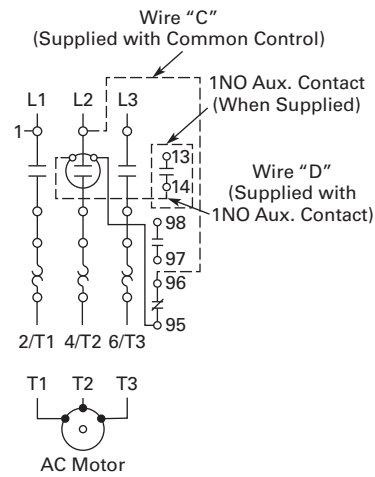 Wire “C”
(Supplied with Common Control)
1NO Aux. Contact
(When Supplied)
L1 L2 L3
1
13
14
Wire “D”
(Supplied with
1NO Aux. Contact)
98
97
96
95
2/T1 4/T2 6/T3
T1 T2 T3
AC Motor